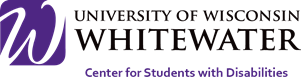 W
UNIVERSITY OF WISCONSIN
WHITEWATER
Center for Students with Disabilities